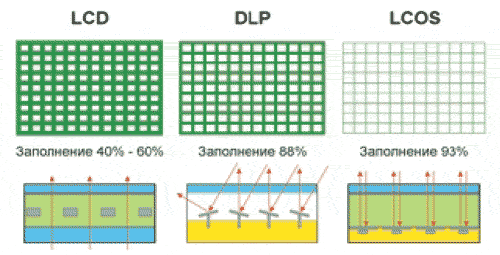 LCD DLP LCOS
Заполнение 40% - 60% Заполнение 88% Заполнение 93%